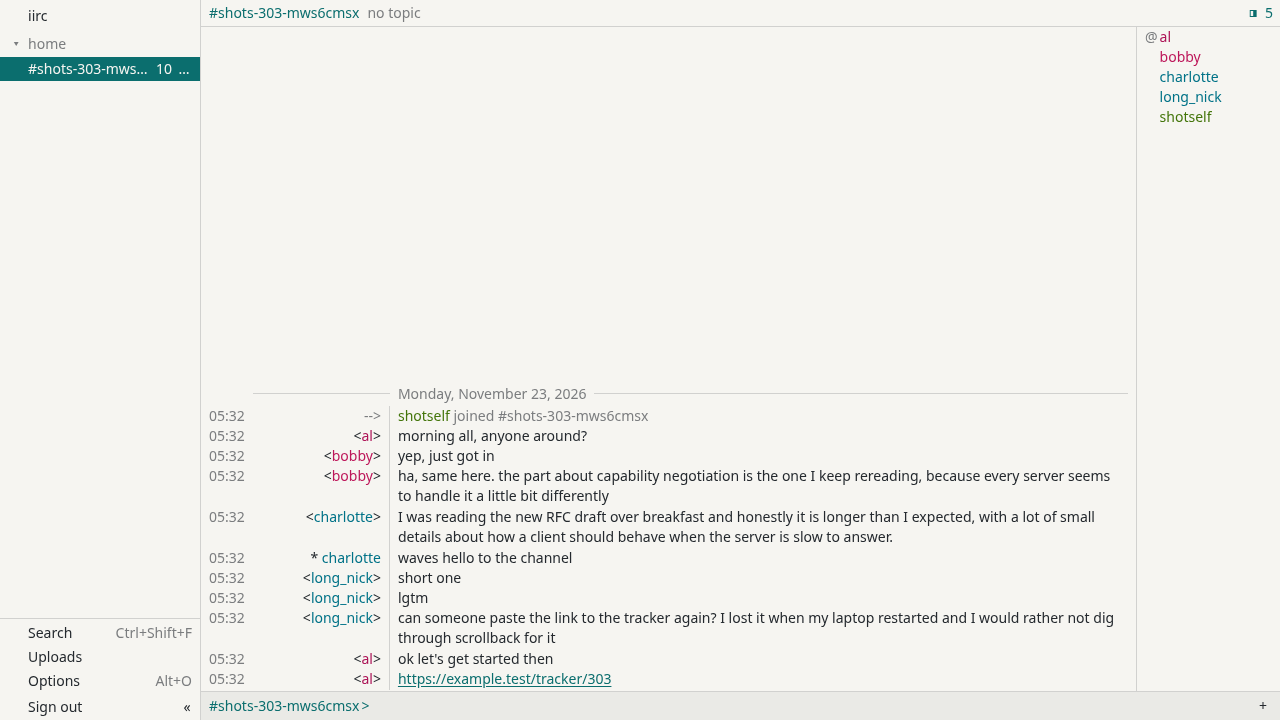 iirc
home
#shots-303-mws... 10 ...
Search Ctrl+Shift+F
Uploads
Options Alt+O
Sign out «
#shots-303-mws6cmsx no topic 5
Monday, November 23, 2026
05:32 --> shotself joined #shots-303-mws6cmsx
05:32 <al> morning all, anyone around?
05:32 <bobby> yep, just got in
05:32 <bobby> ha, same here. the part about capability negotiation is the one I keep rereading, because every server seems
to handle it a little bit differently
05:32 <charlotte> I was reading the new RFC draft over breakfast and honestly it is longer than I expected, with a lot of small
details about how a client should behave when the server is slow to answer.
05:32 * charlotte waves hello to the channel
05:32 <long_nick> short one
05:32 <long_nick> lgtm
05:32 <long_nick> can someone paste the link to the tracker again? I lost it when my laptop restarted and I would rather not dig
through scrollback for it
05:32 <al> ok let's get started then
05:32 <al> https://example.test/tracker/303
#shots-303-mws6cmsx> +
@al
bobby
charlotte
long_nick
shotself